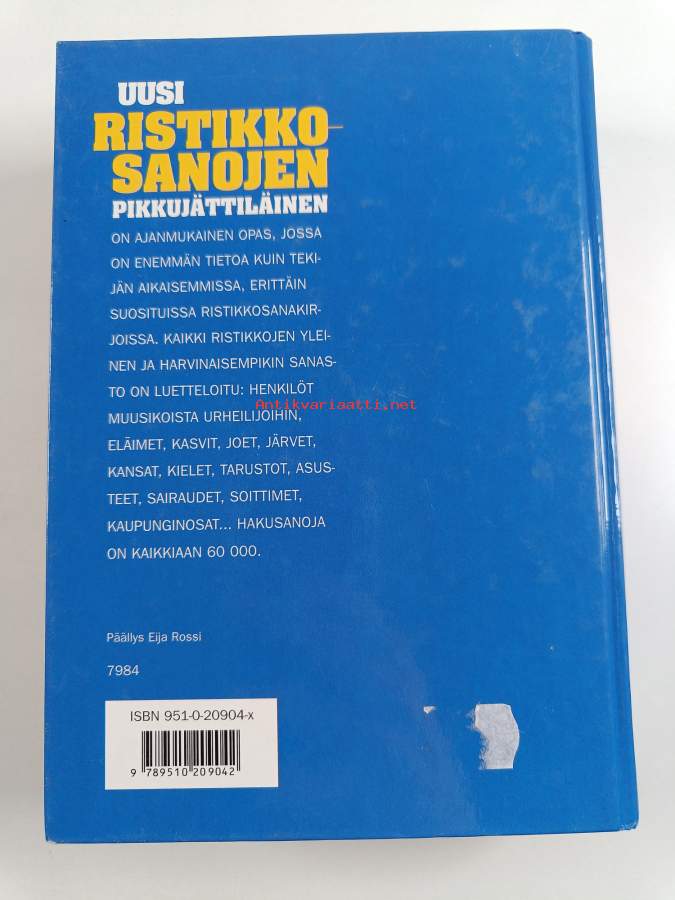 UUSI
RISTIKKO-
SANOJEN
PIKKUJÄTTILÄINEN
ON AJANMUKAINEN OPAS, JOSSA
ON ENEMMÄN TIETOA KUIN TEKI-
JÄN AIKAISEMMISSA, ERITTÄIN
SUOSITUISSA RISTIKKOSANAKIR-
JOISSA. KAIKKI RISTIKKOJEN YLEI-
NEN JA HARVINAISEMPIKIN SANAS-
TO ON LUETTELOITU: HENKILÖT
Antikvariaatti.net
MUUSIKOISTA URHEILIJOIHIN,
ELÄIMET, KASVIT, JOET, JÄRVET,
KANSAT, KIELET, TARUSTOT, ASUS-
TEET, SAIRAUDET, SOITTIMET,
KAUPUNGINOSAT... HAKUSANOJA
ON KAIKKIAAN 60 000.
Päällys Eija Rossi
7984
ISBN 951-0-20904-x
9 789510 209042